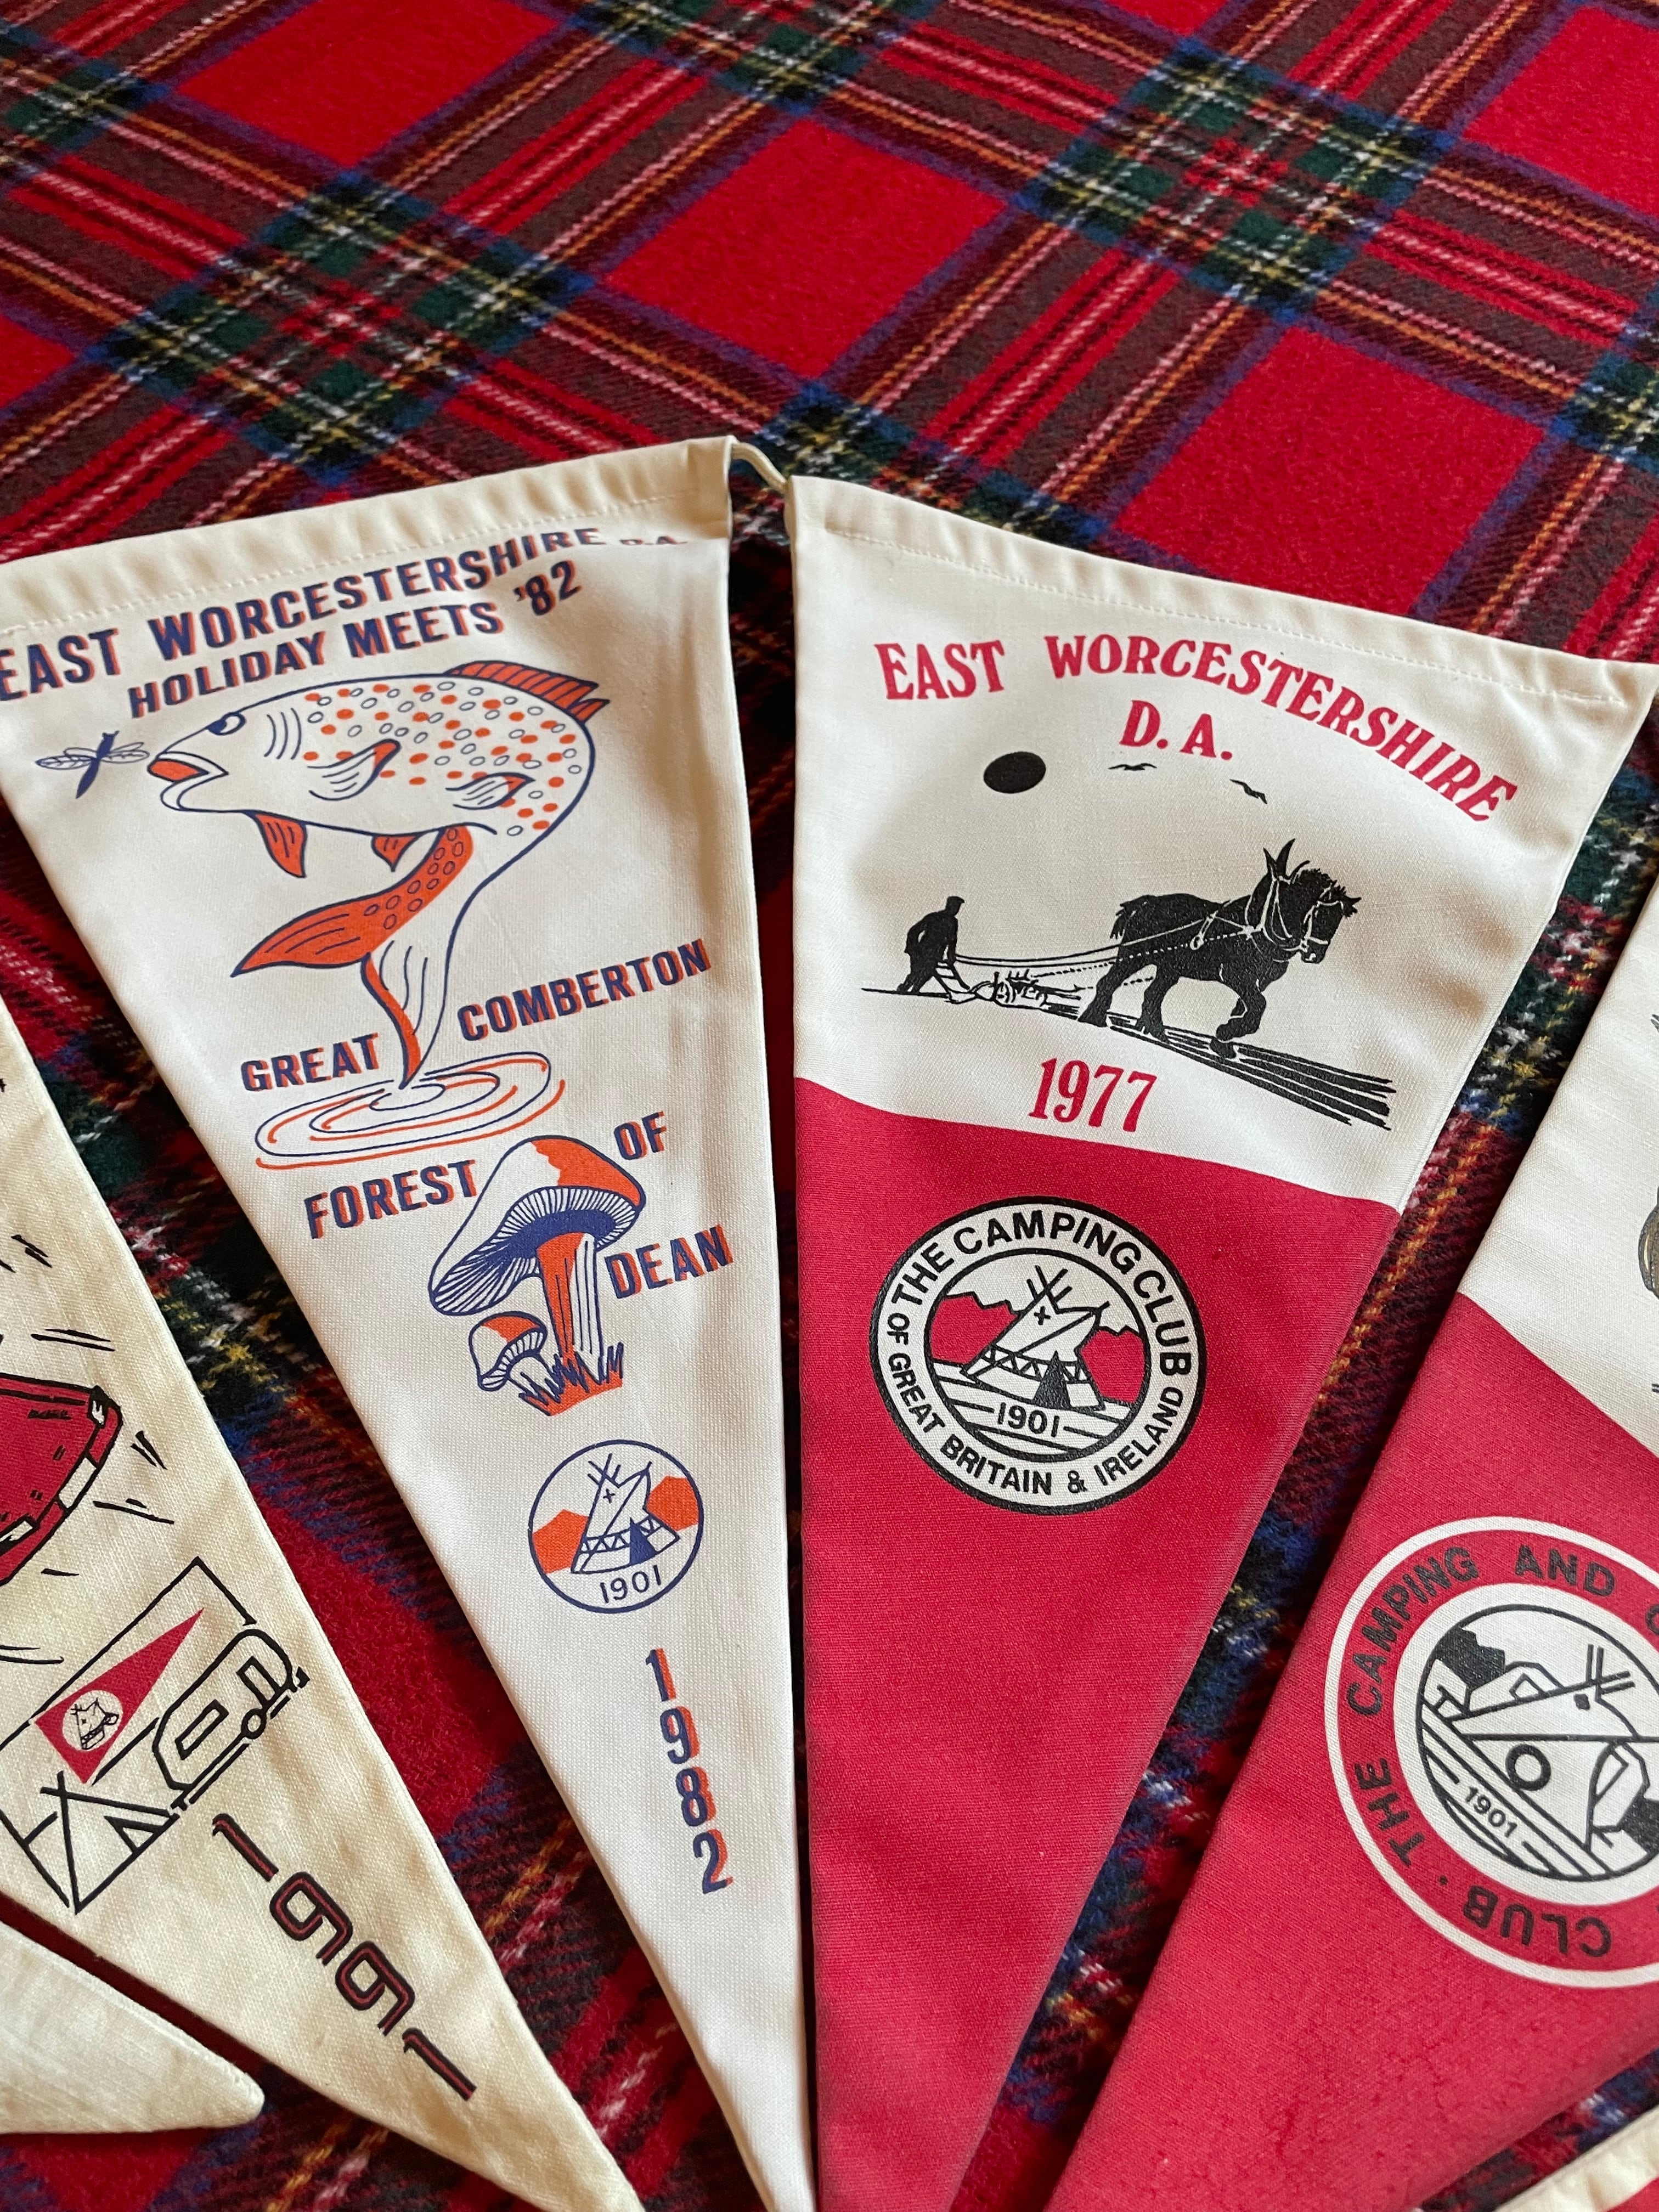 EAST WORCESTERSHIRE D.A.
HOLIDAY MEETS '82
GREAT COMBERTON
FOREST OF
DEAN
1901
1982
EAST WORCESTERSHIRE
D. A.
1977
THE CAMPING CLUB
OF GREAT BRITAIN & IRELAND
1901
1991
THE CAMPING AND
CLUB
1901